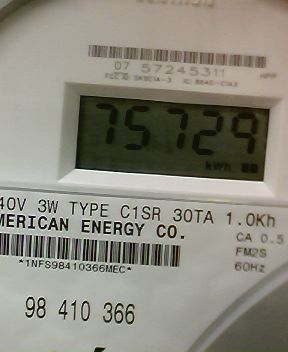 07 57245311
75729
kWh
40V 3W TYPE C1SR 30TA 1.0Kh
MERICAN ENERGY CO.
CA 0.5
FM2S
60Hz
*1NFS98410366MEC*
98 410 366